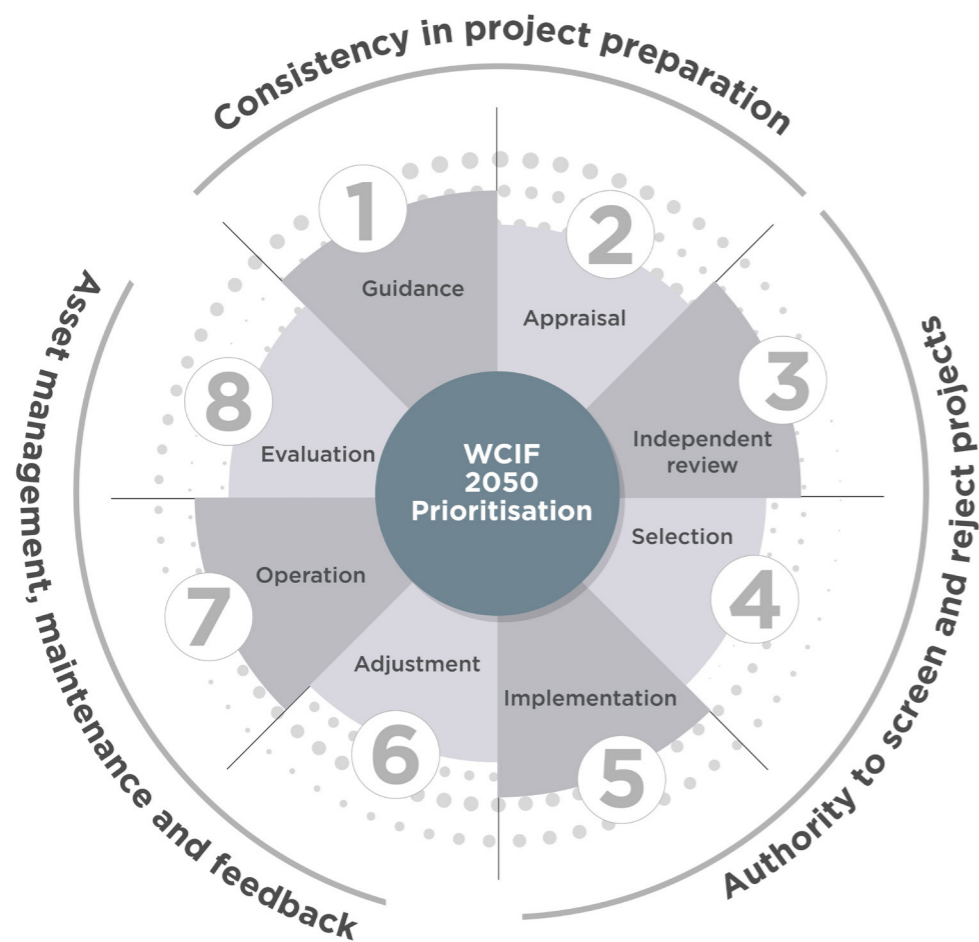 Consistency in project preparation
Authority to screen and reject projects
Asset management, maintenance and feedback
1
Guidance
2
Appraisal
3
Independent
review
4
Selection
5
Implementation
6
Adjustment
7
Operation
8
Evaluation
WCIF
2050
Prioritisation